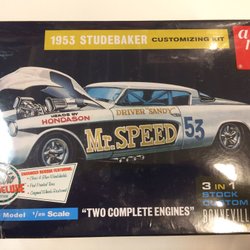 1953 STUDEBAKER CUSTOMIZING KIT
amt
HEADS BY
HONDASON
DRIVER SANDY
Mr. SPEED
53
DELUXE
3 in 1
STOCK
CUSTOM
BONNEVILLE
Model 1/25 Scale
"TWO COMPLETE ENGINES"